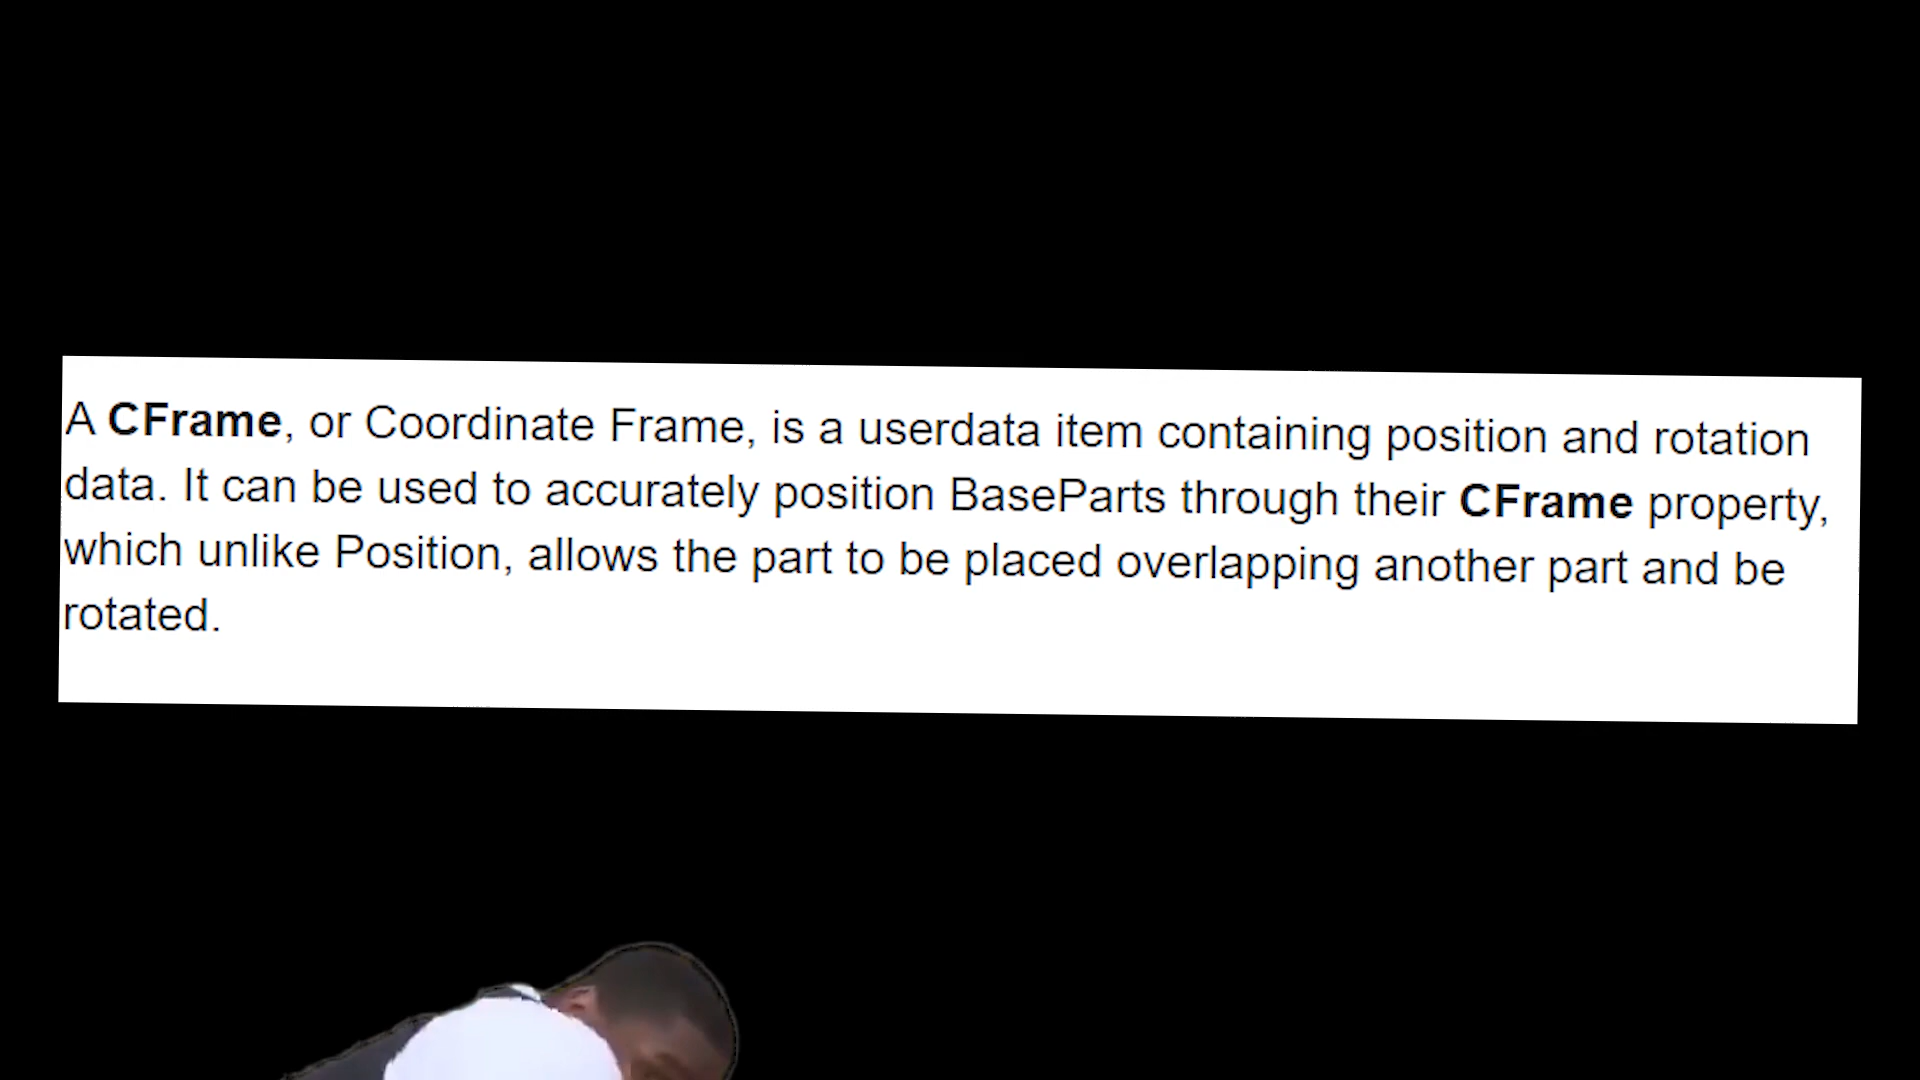 A CFrame, or Coordinate Frame, is a userdata item containing position and rotation
data. It can be used to accurately position BaseParts through their CFrame property,
which unlike Position, allows the part to be placed overlapping another part and be
rotated.